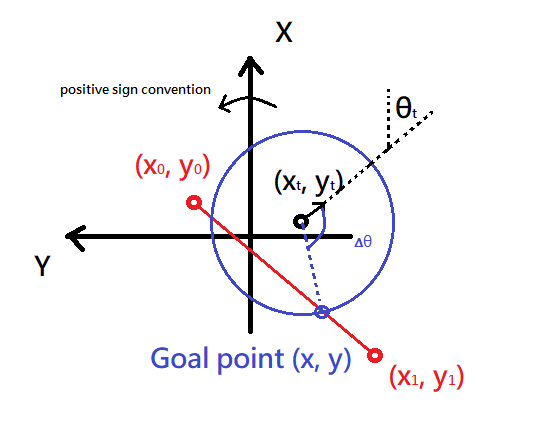 X
positive sign convention
θt
(x0, y0)
(xt, yt)
Y
Δθ
Goal point (x, y)
(x1, y1)